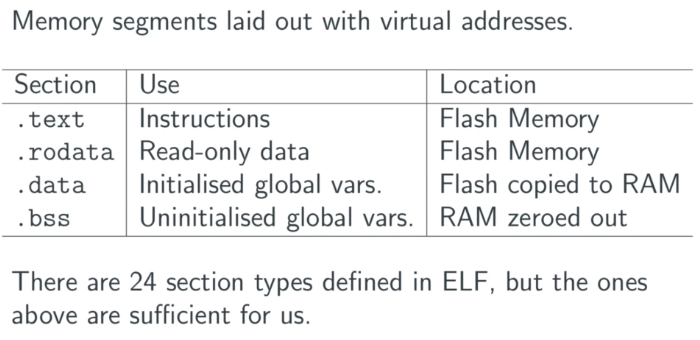 Memory segments laid out with virtual addresses.
Section Use Location
.text Instructions Flash Memory
.rodata Read-only data Flash Memory
.data Initialised global vars. Flash copied to RAM
.bss Uninitialised global vars. RAM zeroed out
There are 24 section types defined in ELF, but the ones
above are sufficient for us.